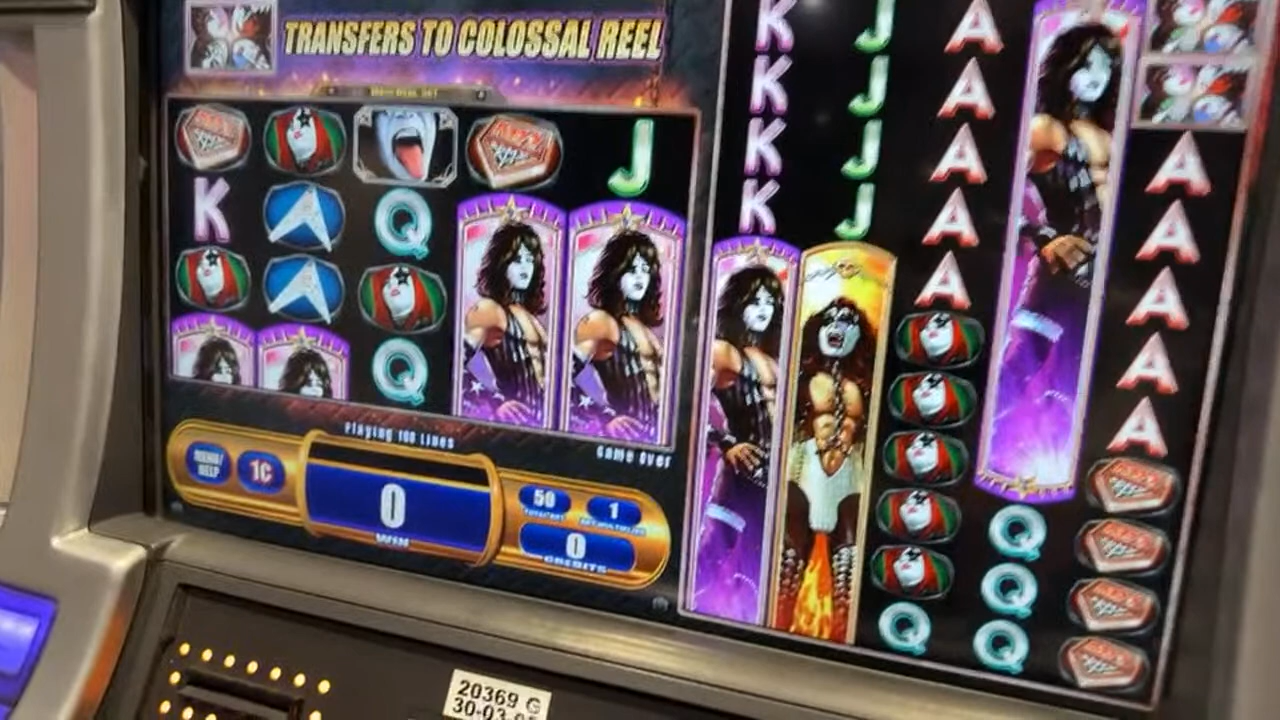 TRANSFERS TO COLOSSAL REEL
K J A
K J A
K J A A
K J A A
A A
A
A
J
K Q
Q
Playing 100 Lines
Game Over
MENU/
HELP
1¢
0
WIN
50
1
0
CREDITS
Q
Q
Q Q
20369 G
30-03-